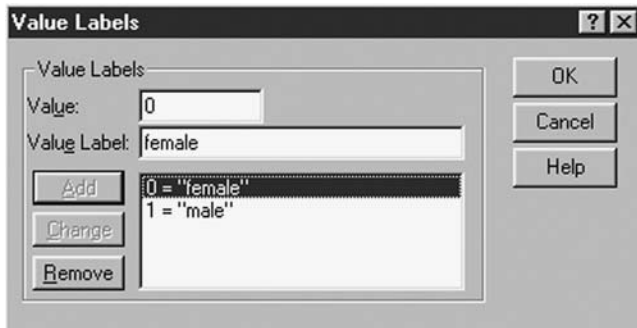 Value Labels
Value Labels
Value: 0
Value Label: female
Add
Change
Remove
0 = "female"
1 = "male"
OK
Cancel
Help